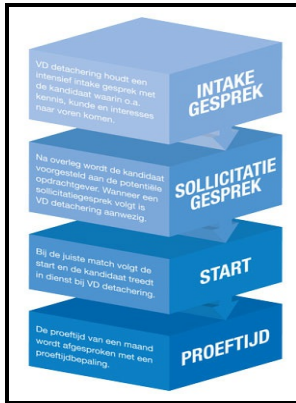 VD detachering houdt een
intensief intake gesprek met
de kandidaat waarin o.a.
kennis, kunde en interesses
naar voren komen.
INTAKE
GESPREK
Na overleg wordt de kandidaat
voorgesteld aan de potentiële
opdrachtgever. Wanneer een
sollicitatiegesprek volgt is
VD detachering aanwezig.
SOLLICITATIE
GESPREK
Bij de juiste match volgt de
start en de kandidaat treedt
in dienst bij VD detachering.
START
De proeftijd van een maand
wordt afgesproken met een
proeftijdbepaling.
PROEFTIJD